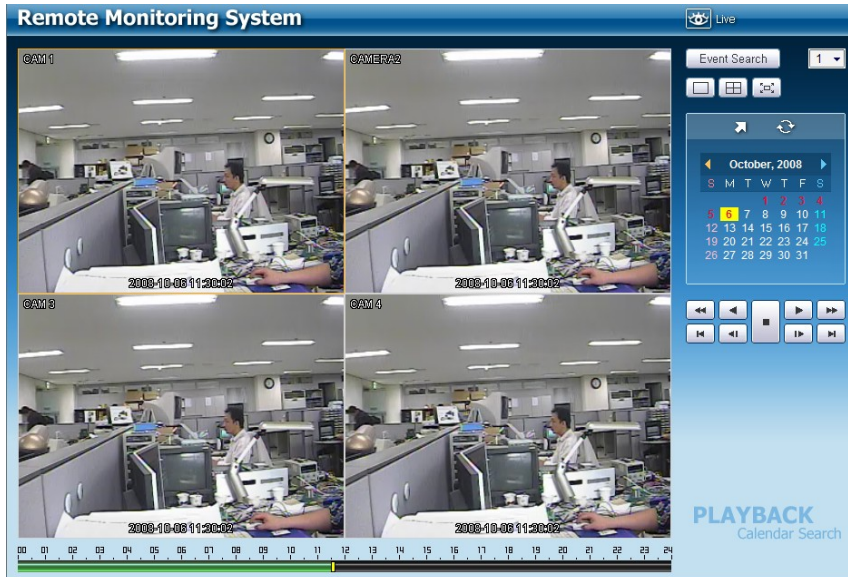 Remote Monitoring System
Live
CAM 1
CAMERA2
Event Search
1
October, 2008
S M T W T F S
1 2 3 4
5 6 7 8 9 10 11
12 13 14 15 16 17 18
19 20 21 22 23 24 25
26 27 28 29 30 31
2008-10-06 11:30:02
2008-10-06 11:30:02
CAM 3
CAM 4
2008-10-06 11:30:02
2008-10-06 11:30:02
PLAYBACK
Calendar Search
00 01 02 03 04 05 06 07 08 09 10 11 12 13 14 15 16 17 18 19 20 21 22 23 24